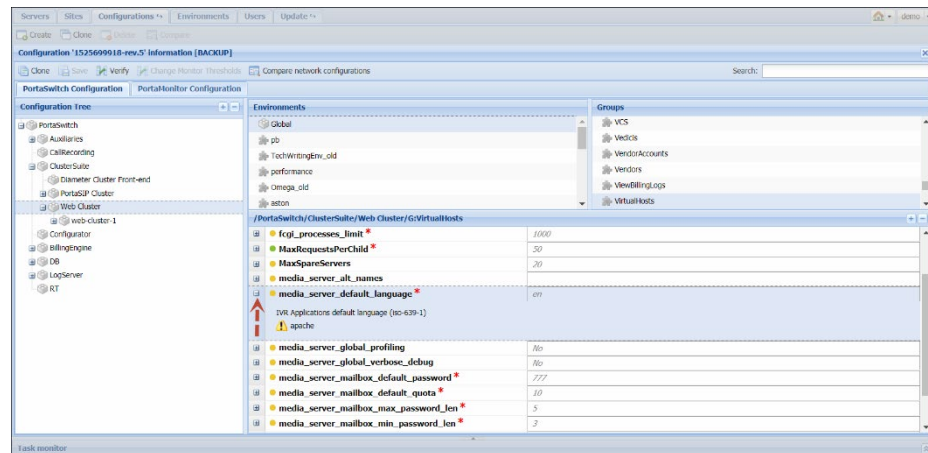 Servers Sites Configurations Environments Users Update
demo
Create Clone Delete Compare
Configuration '1525699918-rev.5' information [BACKUP]
Clone Save Verify Change Monitor Thresholds Compare network configurations Search:
PortaSwitch Configuration PortaMonitor Configuration
Configuration Tree
PortaSwitch
Auxiliaries
CallRecording
ClusterSuite
Diameter Cluster Front-end
PortaSIP Cluster
Web Cluster
web-cluster-1
Configurator
BillingEngine
DB
LogServer
RT
Environments
Global
pb
TechWritingEnv_old
performance
Omega_old
aston
Groups
VCS
Vedicis
VendorAccounts
Vendors
ViewBillingLogs
VirtualHosts
/PortaSwitch/ClusterSuite/Web Cluster/G:VirtualHosts
fcgi_processes_limit * 1000
MaxRequestsPerChild * 50
MaxSpareServers 20
media_server_alt_names
media_server_default_language * en
IVR Applications default language (iso-639-1)
apache
media_server_global_profiling No
media_server_global_verbose_debug No
media_server_mailbox_default_password * 777
media_server_mailbox_default_quota * 10
media_server_mailbox_max_password_len * 5
media_server_mailbox_min_password_len * 3
Task monitor